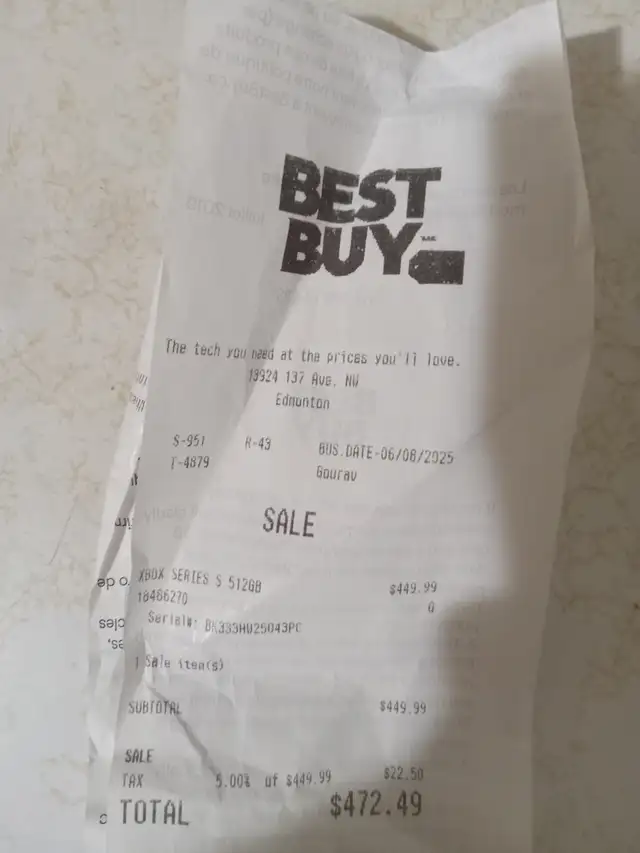 BEST
BUY
The tech you need at the prices you'll love.
13924 137 Ave. NW
Edmonton
S-951 R-43 BUS.DATE-06/08/2025
T-4879 Gourav
SALE
XBOX SERIES S 512GB $449.99
18466270 0
Serial#: BK333HU25043PC
1 Sale item(s)
SUBTOTAL $449.99
SALE
TAX 5.00% of $449.99 $22.50
TOTAL $472.49